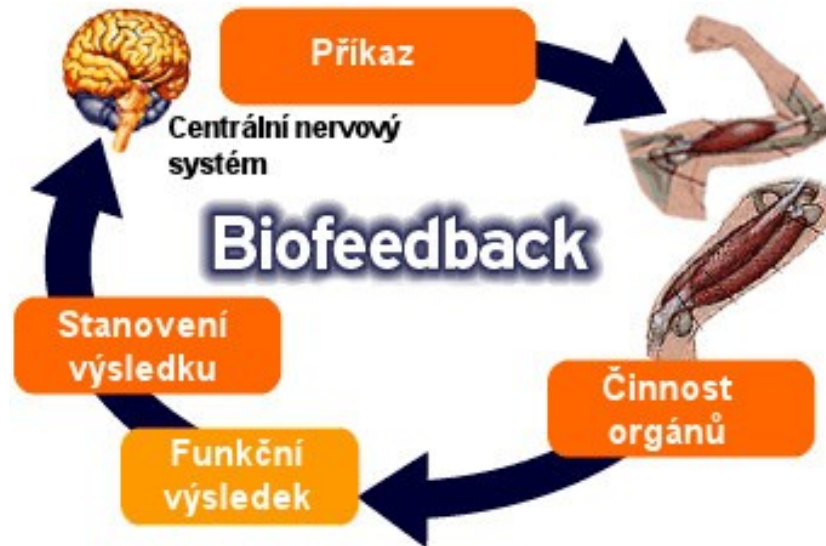 Příkaz
Centrální nervový
systém
Biofeedback
Stanovení
výsledku
Činnost
orgánů
Funkční
výsledek